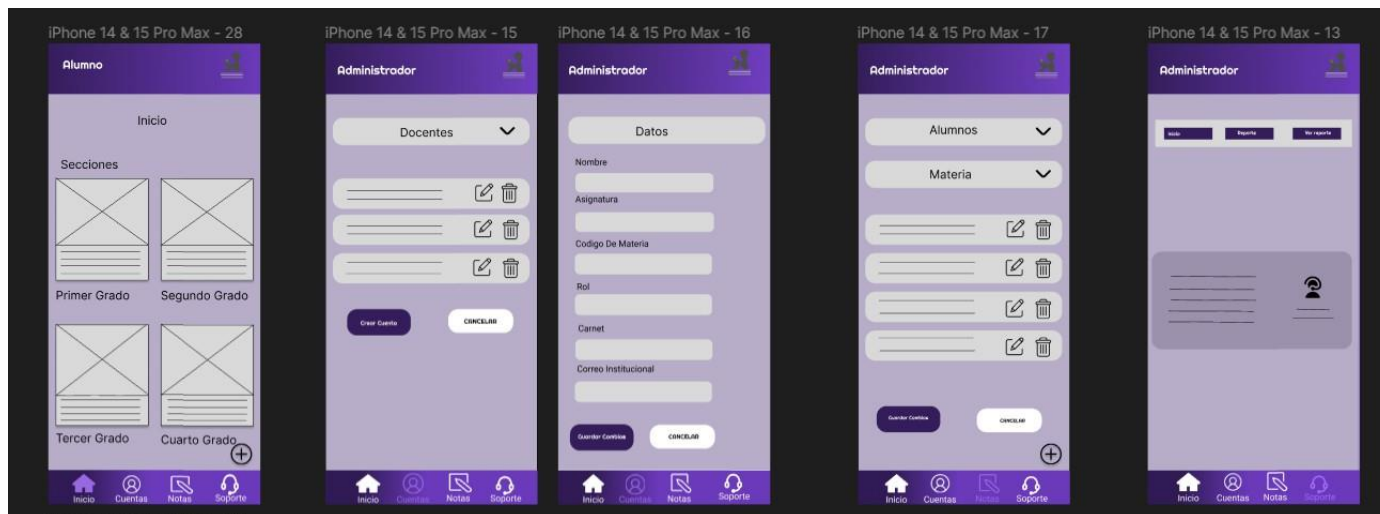 iPhone 14 & 15 Pro Max - 28
Alumno
Inicio
Secciones
Primer Grado
Segundo Grado
Tercer Grado
Cuarto Grado
Inicio
Cuentas
Notas
Soporte
iPhone 14 & 15 Pro Max - 15
Administrador
Docentes
Crear Cuenta
CANCELAR
Inicio
Cuentas
Notas
Soporte
iPhone 14 & 15 Pro Max - 16
Administrador
Datos
Nombre
Asignatura
Codigo De Materia
Rol
Carnet
Correo Institucional
Guardar Cambios
CANCELAR
Inicio
Cuentas
Notas
Soporte
iPhone 14 & 15 Pro Max - 17
Administrador
Alumnos
Materia
Guardar Cambios
CANCELAR
Inicio
Cuentas
Notas
Soporte
iPhone 14 & 15 Pro Max - 13
Administrador
Inicio
Reporte
Ver reporte
Inicio
Cuentas
Notas
Soporte